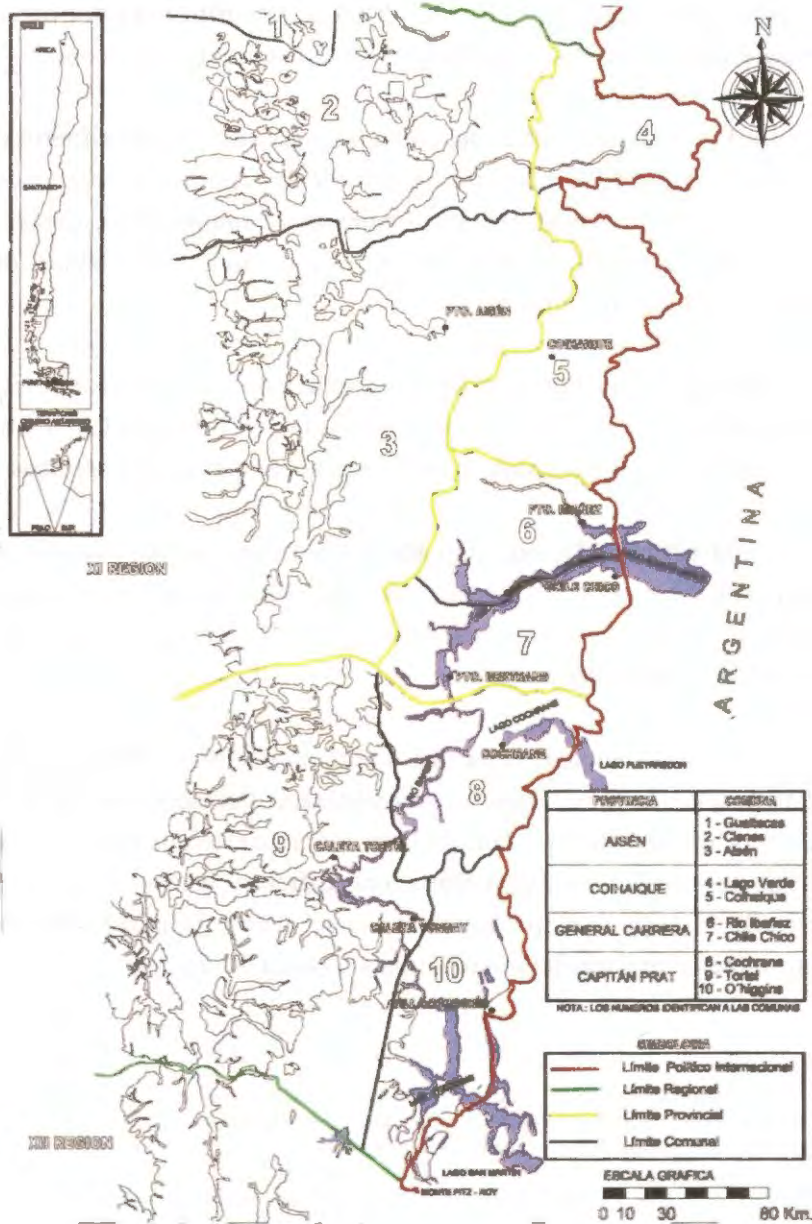 CHILE
ARICA
SANTIAGO
N
1
2
4
PTO. AISÉN
COIHAIQUE
5
3
6
PTO. IBAÑEZ
CHILE CHICO
XI REGION
ARGENTINA
7
PTO. BERTRAND
LAGO COCHRANE
COCHRANE
LAGO PUEYRREDON
8
9
CALETA TORTEL
10
LAGO SAN MARTIN
MONTE FITZ - ROY
XII REGION
PROVINCIA COMUNA
AISÉN
1 - Guaitecas
2 - Cisnes
3 - Aisén
COIHAIQUE
4 - Lago Verde
5 - Coihaique
GENERAL CARRERA
6 - Río Ibañez
7 - Chile Chico
CAPITÁN PRAT
8 - Cochrane
9 - Tortel
10 - O'higgins
NOTA: LOS NUMEROS IDENTIFICAN A LAS COMUNAS
SIMBOLOGIA
Límite Político Internacional
Límite Regional
Límite Provincial
Límite Comunal
ESCALA GRAFICA
0 10 30 80 Km.